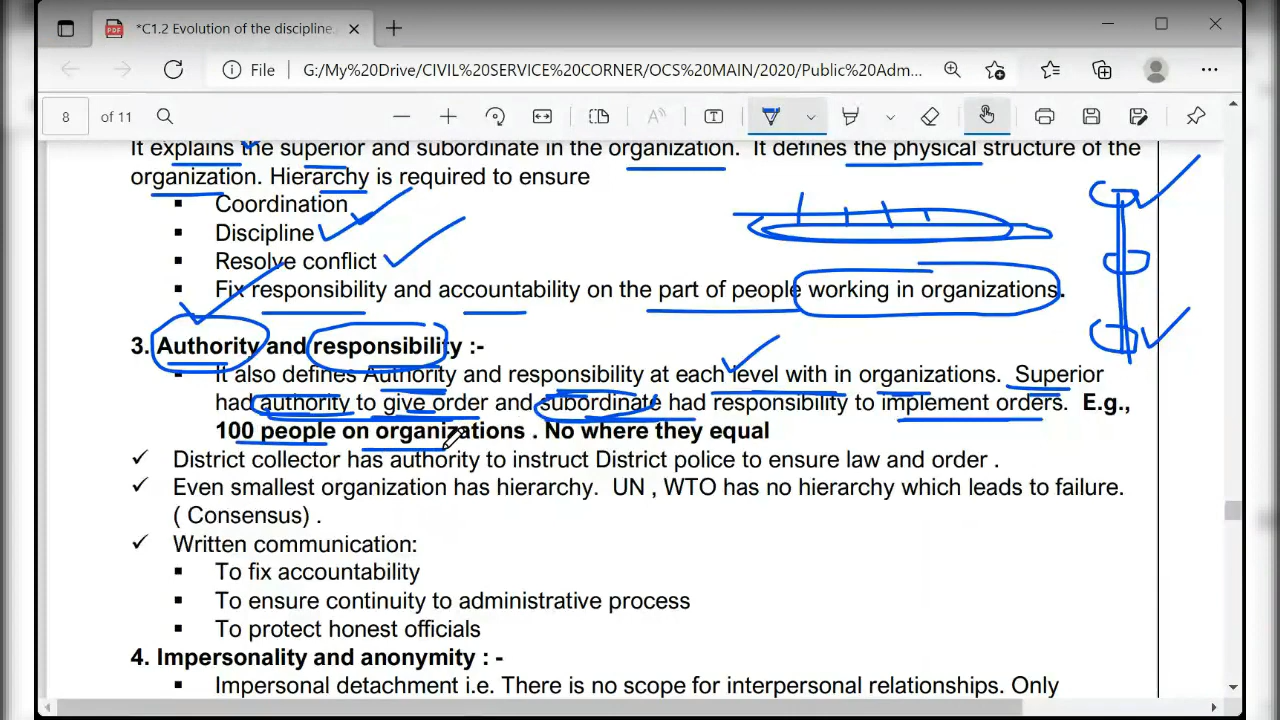 *C1.2 Evolution of the discipline.
File G:/My%20Drive/CIVIL%20SERVICE%20CORNER/OCS%20MAIN/2020/Public%20Adm...
8 of 11
It explains the superior and subordinate in the organization. It defines the physical structure of the
organization. Hierarchy is required to ensure
▪ Coordination
▪ Discipline
▪ Resolve conflict
▪ Fix responsibility and accountability on the part of people working in organizations.
3. Authority and responsibility :-
▪ It also defines Authority and responsibility at each level with in organizations. Superior
had authority to give order and subordinate had responsibility to implement orders. E.g.,
100 people on organizations . No where they equal
✓ District collector has authority to instruct District police to ensure law and order .
✓ Even smallest organization has hierarchy. UN , WTO has no hierarchy which leads to failure.
( Consensus) .
✓ Written communication:
▪ To fix accountability
▪ To ensure continuity to administrative process
▪ To protect honest officials
4. Impersonality and anonymity : -
▪ Impersonal detachment i.e. There is no scope for interpersonal relationships. Only